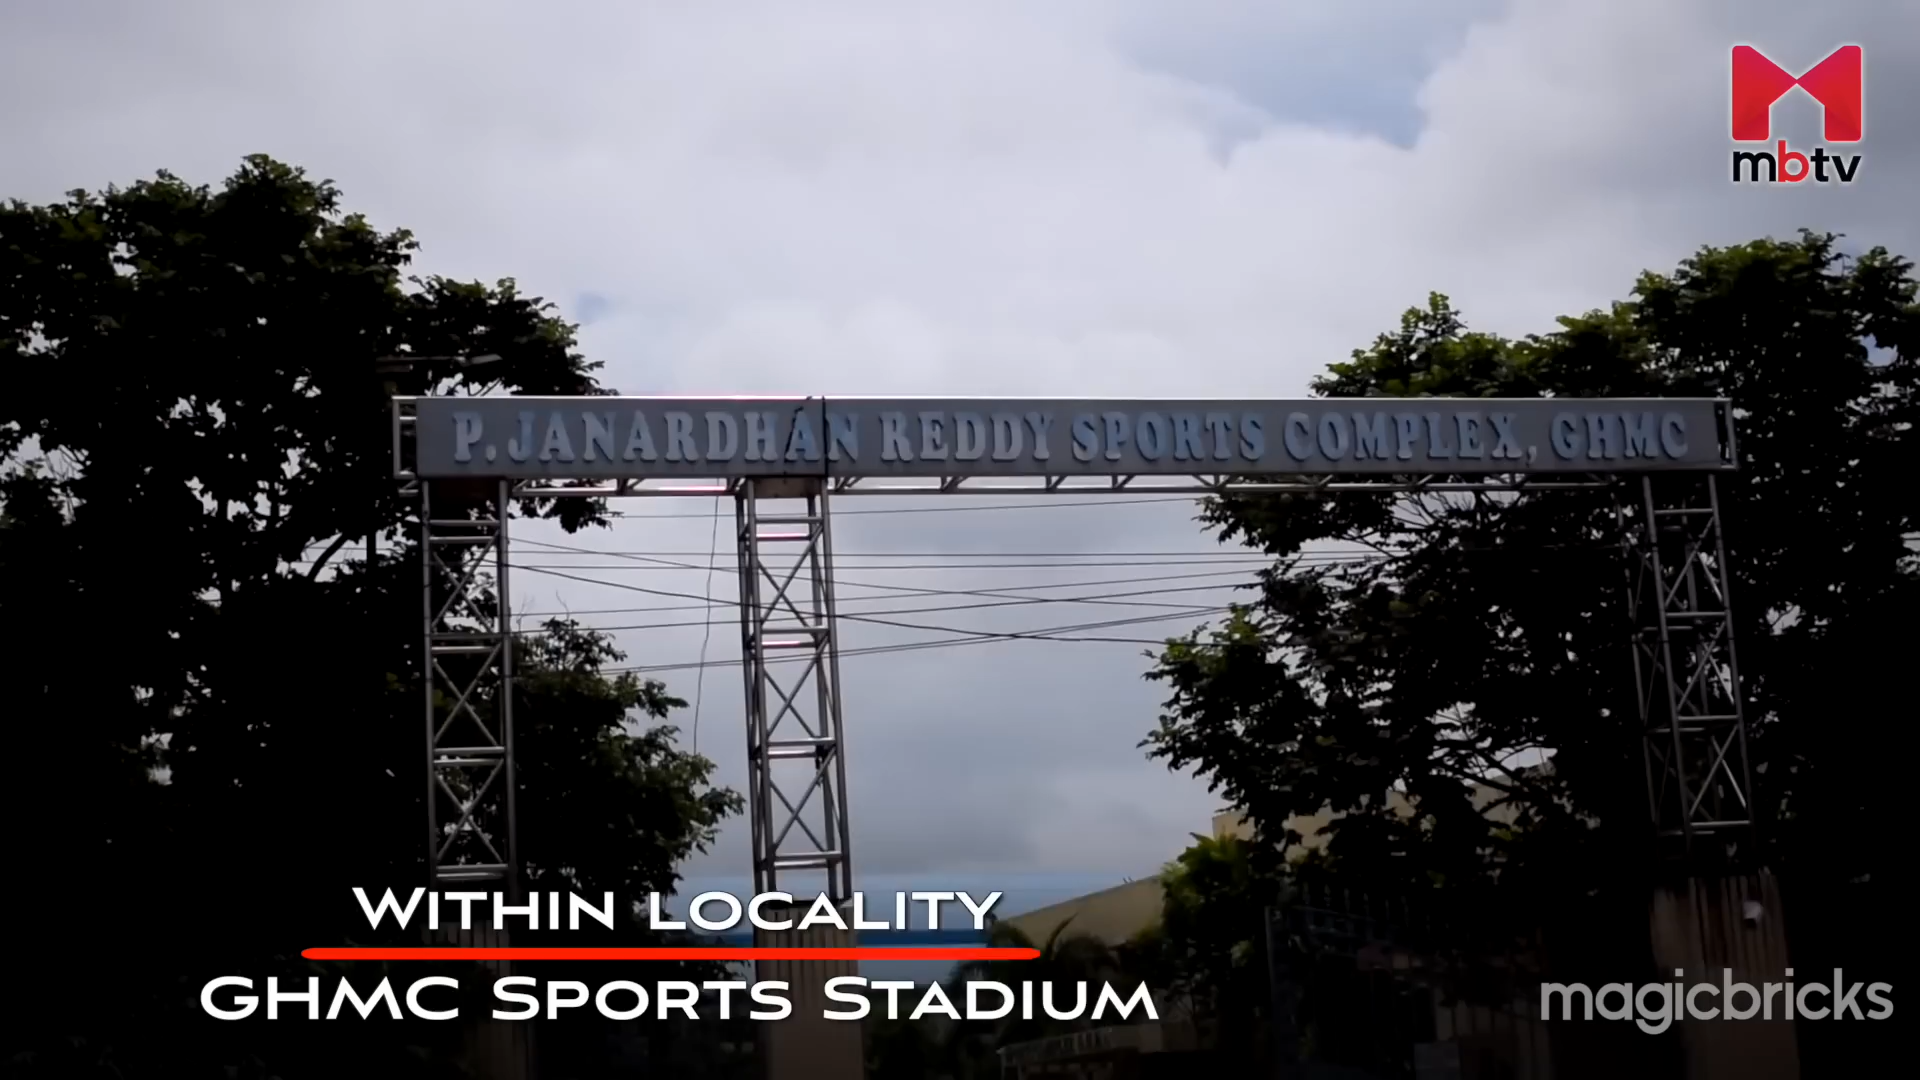 mbtv
P. JANARDHAN REDDY SPORTS COMPLEX, GHMC
WITHIN LOCALITY
GHMC SPORTS STADIUM
magicbricks